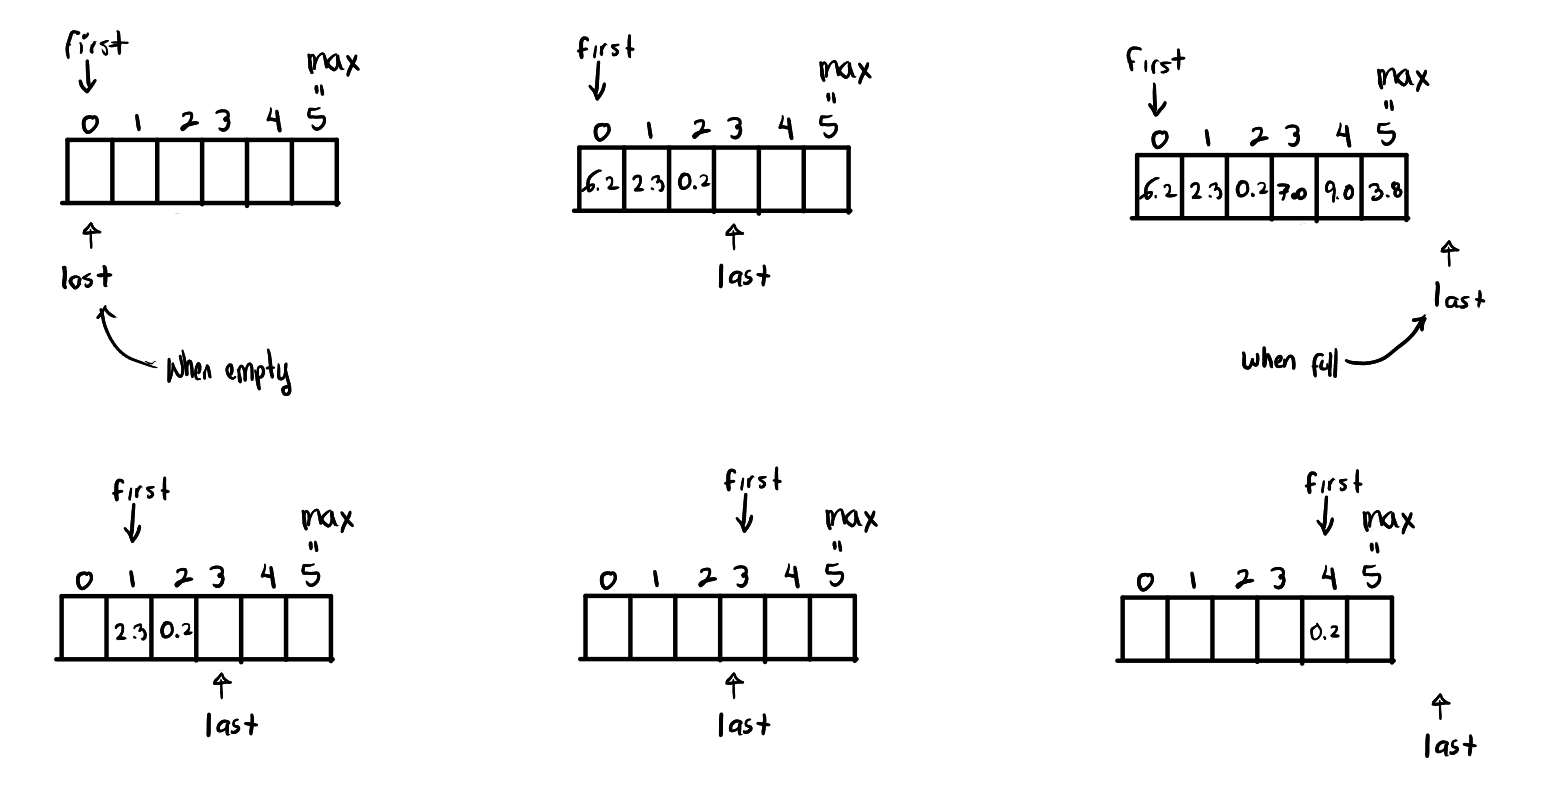 first
max
"
0 1 2 3 4 5
lost
When empty
first
max
"
0 1 2 3 4 5
6.2 2.3 0.2
last
First
max
"
0 1 2 3 4 5
6.2 2.3 0.2 7.0 9.0 3.8
last
when full
first
max
"
0 1 2 3 4 5
2.3 0.2
last
first
max
"
0 1 2 3 4 5
last
first
max
"
0 1 2 3 4 5
0.2
last